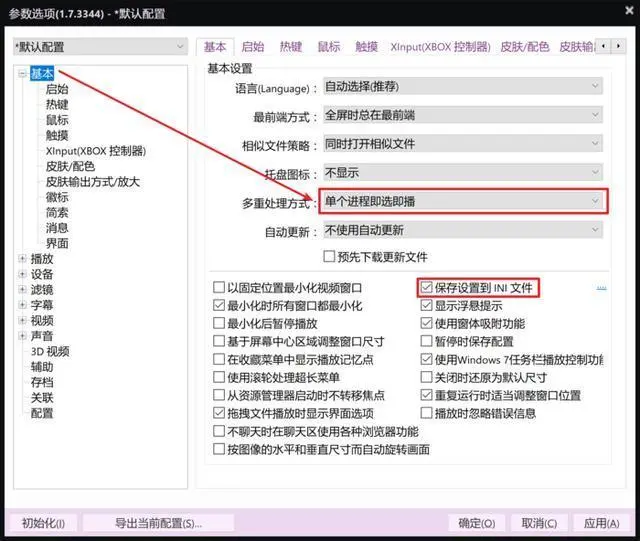 参数选项(1.7.3344) - *默认配置
*默认配置
基本
启始
热键
鼠标
触摸
XInput(XBOX 控制器)
皮肤/配色
皮肤输出方式/放大
徽标
简索
消息
界面
播放
设备
滤镜
字幕
视频
声音
3D 视频
辅助
存档
关联
配置
基本 启始 热键 鼠标 触摸 XInput(XBOX 控制器) 皮肤/配色 皮肤输
基本设置
语言(Language)： 自动选择(推荐)
最前端方式： 全屏时总在最前端
相似文件策略： 同时打开相似文件
托盘图标： 不显示
多重处理方式： 单个进程即选即播
自动更新： 不使用自动更新
预先下载更新文件
以固定位置最小化视频窗口 保存设置到 INI 文件 ....
最小化时所有窗口都最小化 显示浮悬提示
最小化后暂停播放 使用窗体吸附功能
基于屏幕中心区域调整窗口尺寸 暂停时保存配置
在收藏菜单中显示播放记忆点 使用Windows 7任务栏播放控制功能
使用滚轮处理超长菜单 关闭时还原为默认尺寸
从资源管理器启动时不转移焦点 重复运行时适当调整窗口位置
拖拽文件播放时显示界面选项 播放时忽略错误信息
不聊天时在聊天区使用各种浏览器功能
按图像的水平和垂直尺寸而自动旋转画面
初始化(I) 导出当前配置(S)... 确定(O) 取消(C) 应用(A)